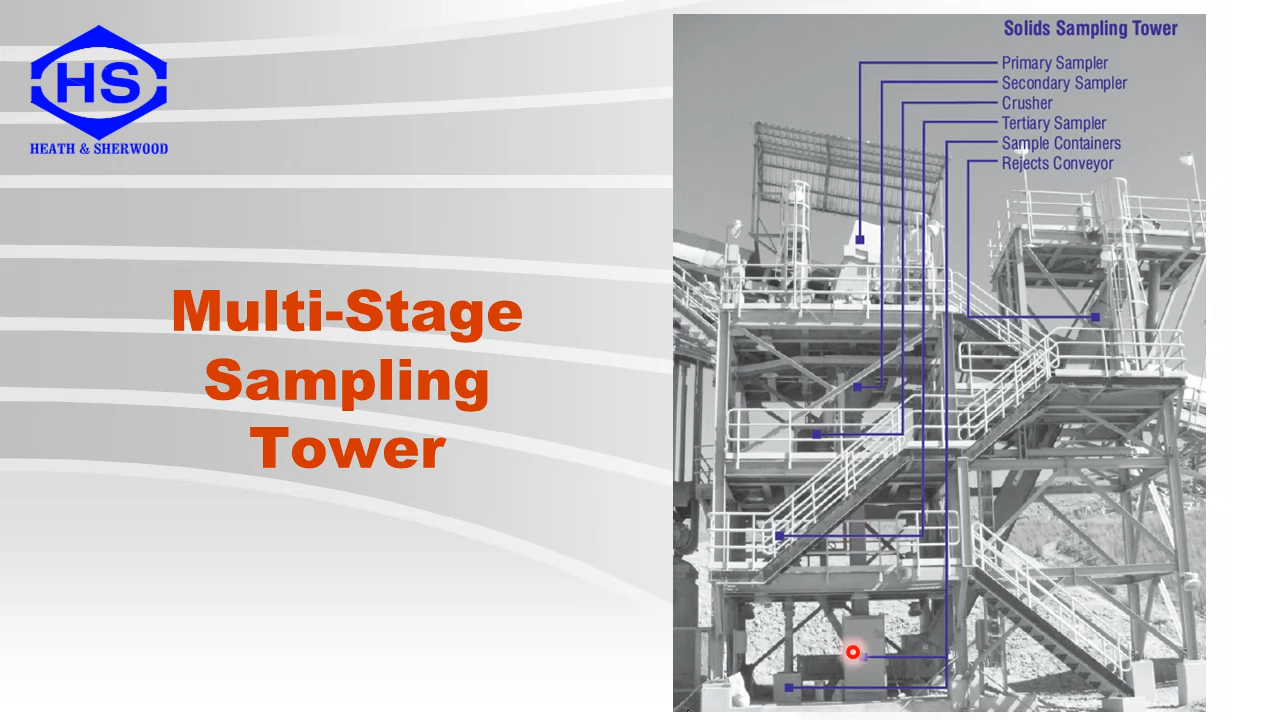 HS
HEATH & SHERWOOD
Multi-Stage
Sampling
Tower
Solids Sampling Tower
Primary Sampler
Secondary Sampler
Crusher
Tertiary Sampler
Sample Containers
Rejects Conveyor